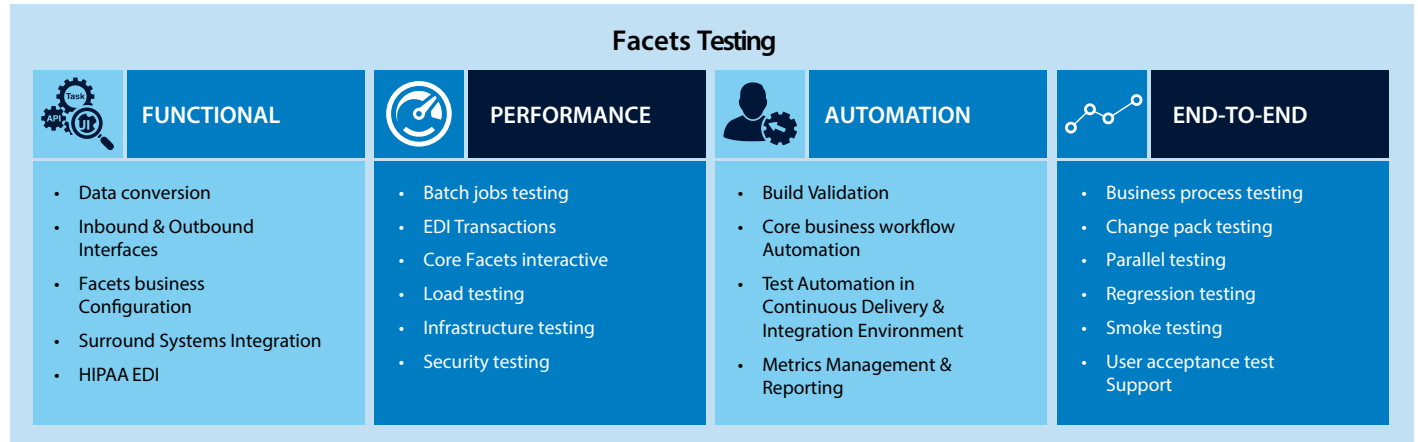 Facets Testing
Task
API
FUNCTIONAL
• Data conversion
• Inbound & Outbound
Interfaces
• Facets business
Configuration
• Surround Systems Integration
• HIPAA EDI
PERFORMANCE
• Batch jobs testing
• EDI Transactions
• Core Facets interactive
• Load testing
• Infrastructure testing
• Security testing
AUTOMATION
• Build Validation
• Core business workflow
Automation
• Test Automation in
Continuous Delivery &
Integration Environment
• Metrics Management &
Reporting
END-TO-END
• Business process testing
• Change pack testing
• Parallel testing
• Regression testing
• Smoke testing
• User acceptance test
Support